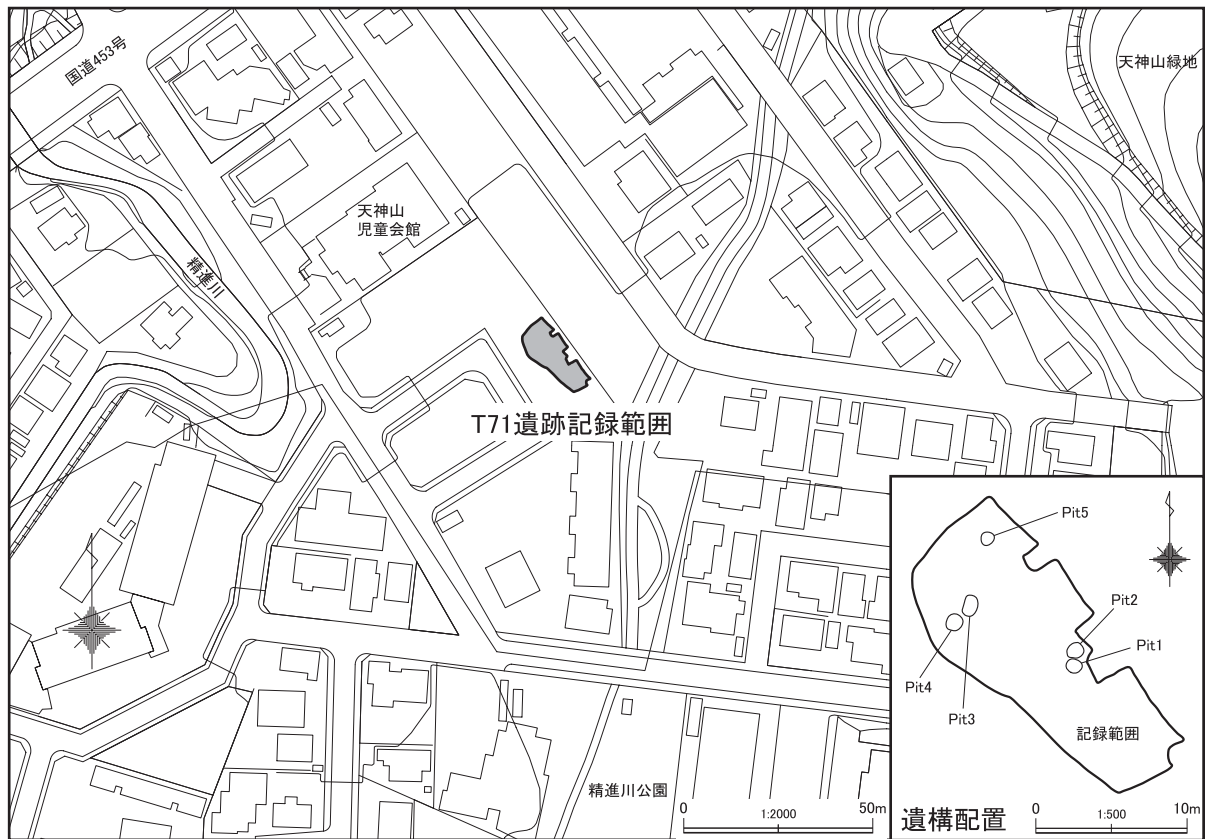 国道453号
天神山緑地
天神山
児童会館
精進川
T71遺跡記録範囲
Pit5
Pit2
Pit1
Pit4
Pit3
記録範囲
精進川公園
0
1:2000
50m
遺構配置
0
1:500
10m